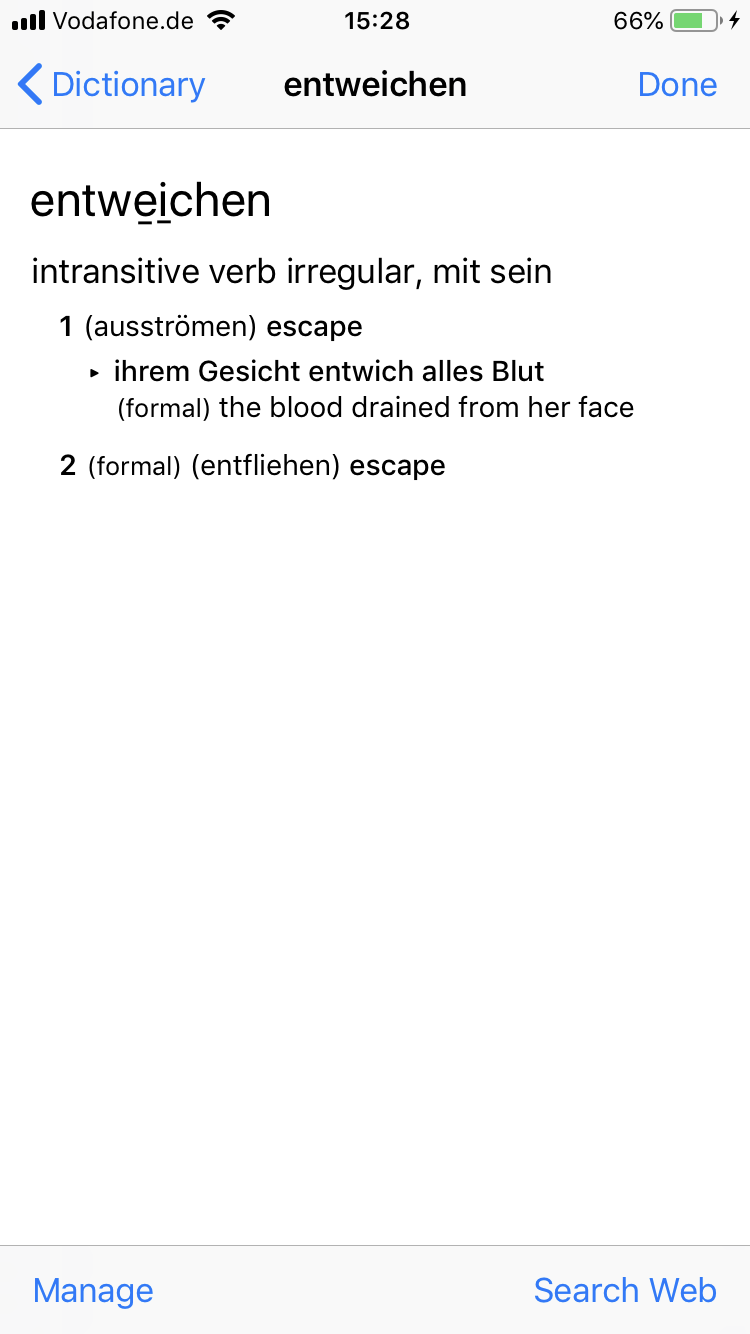 Vodafone.de 15:28 66%
Dictionary entweichen Done
entweichen
intransitive verb irregular, mit sein
1 (ausströmen) escape
▸ ihrem Gesicht entwich alles Blut
(formal) the blood drained from her face
2 (formal) (entfliehen) escape
Manage Search Web